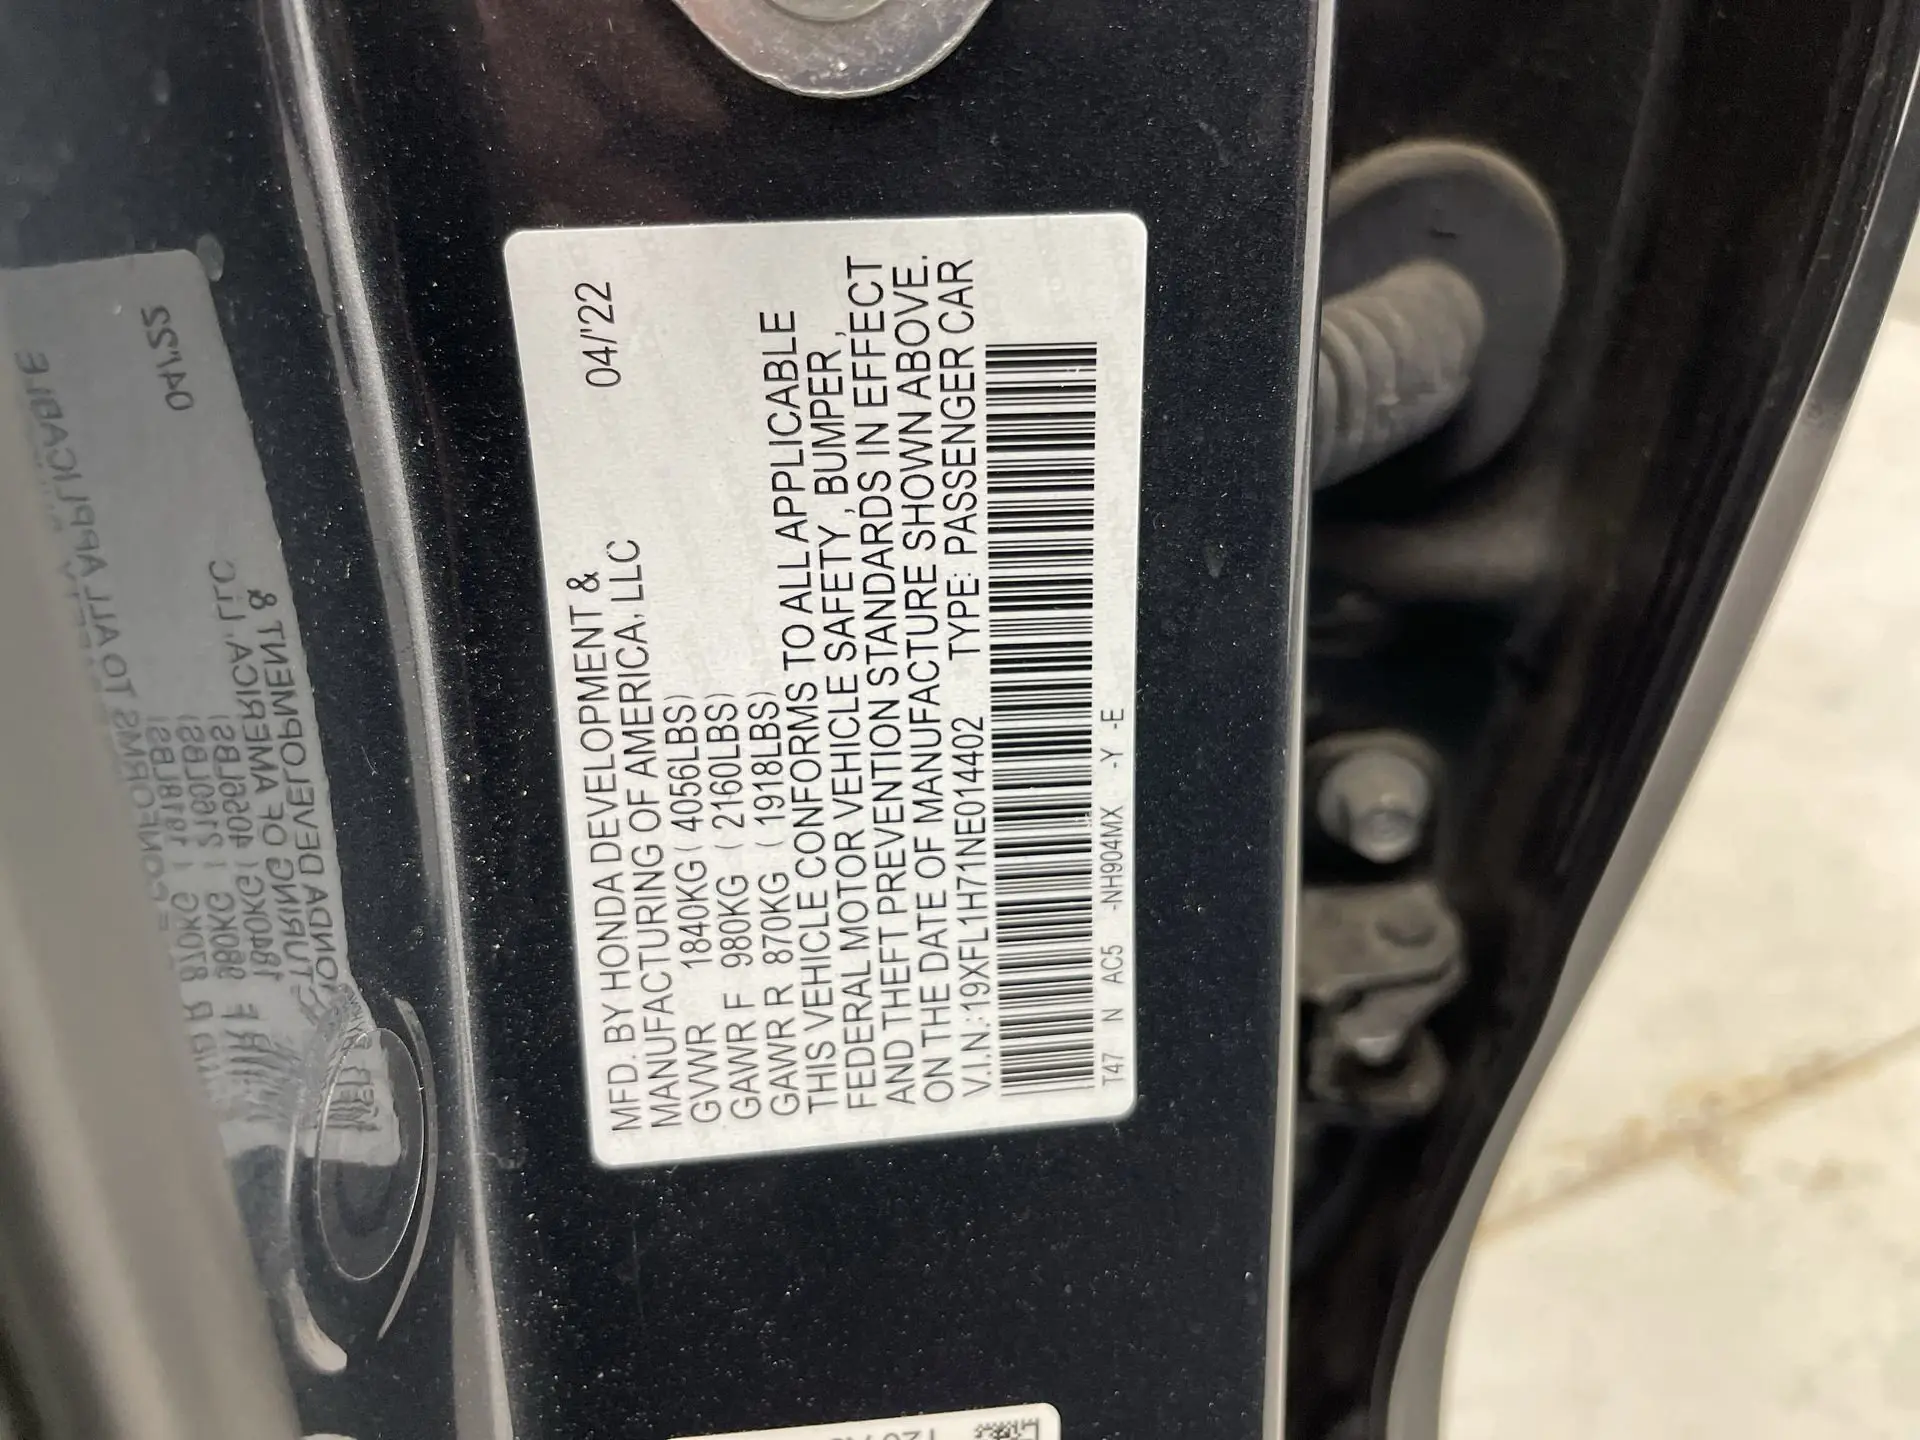 MFD. BY HONDA DEVELOPMENT & 04/'22
MANUFACTURING OF AMERICA, LLC
GVWR 1840KG ( 4056LBS)
GAWR F 980KG ( 2160LBS)
GAWR R 870KG ( 1918LBS)
THIS VEHICLE CONFORMS TO ALL APPLICABLE
FEDERAL MOTOR VEHICLE SAFETY , BUMPER ,
AND THEFT PREVENTION STANDARDS IN EFFECT
ON THE DATE OF MANUFACTURE SHOWN ABOVE.
V.I.N.:19XFL1H71NE014402 TYPE: PASSENGER CAR
T47 N AC5 -NH904MX -Y -E